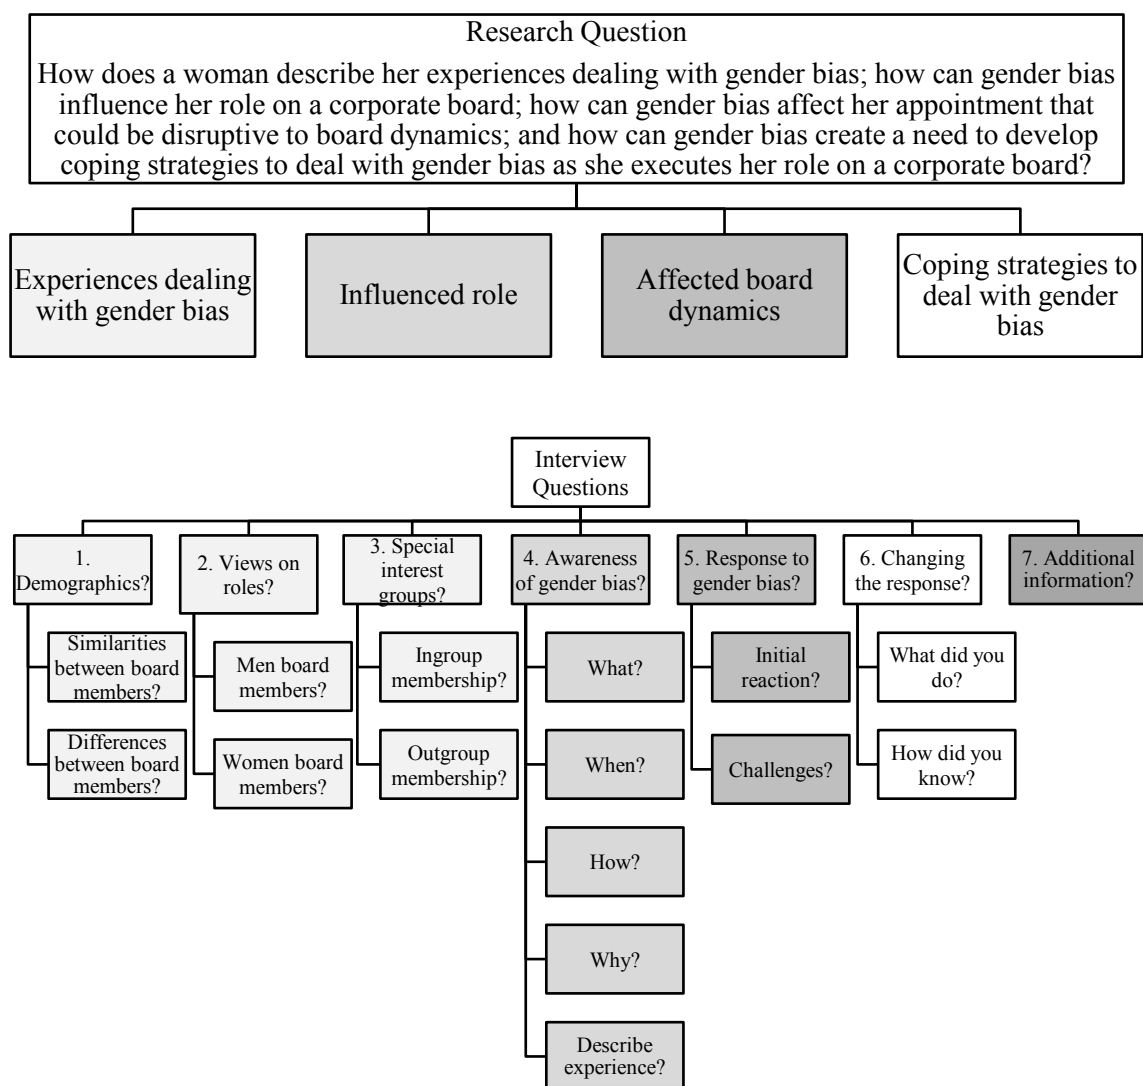 Research Question
How does a woman describe her experiences dealing with gender bias; how can gender bias
influence her role on a corporate board; how can gender bias affect her appointment that
could be disruptive to board dynamics; and how can gender bias create a need to develop
coping strategies to deal with gender bias as she executes her role on a corporate board?
Experiences dealing
with gender bias
Influenced role
Affected board
dynamics
Coping strategies to
deal with gender
bias
Interview
Questions
1.
Demographics?
Similarities
between board
members?
Differences
between board
members?
2. Views on
roles?
Men board
members?
Women board
members?
3. Special
interest
groups?
Ingroup
membership?
Outgroup
membership?
4. Awareness
of gender bias?
What?
When?
How?
Why?
Describe
experience?
5. Response to
gender bias?
Initial
reaction?
Challenges?
6. Changing
the response?
What did you
do?
How did you
know?
7. Additional
information?